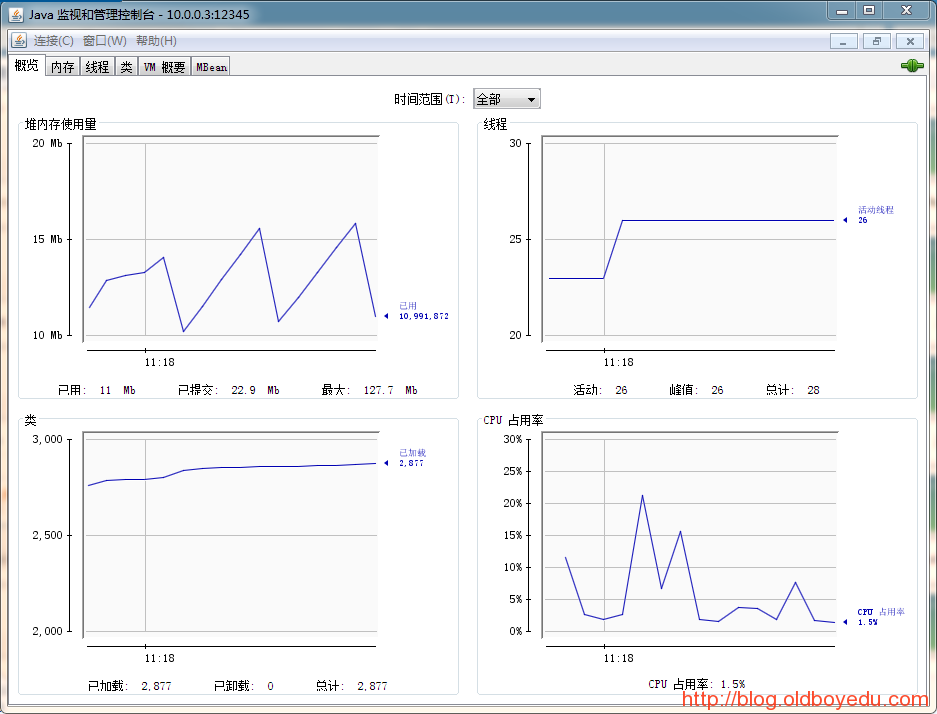 Java 监视和管理控制台 - 10.0.0.3:12345
连接(C) 窗口(W) 帮助(H)
概览 内存 线程 类 VM 概要 MBean
时间范围(T): 全部
堆内存使用量
20 Mb
15 Mb
10 Mb
已用
10,991,872
11:18
已用: 11 Mb 已提交: 22.9 Mb 最大: 127.7 Mb
线程
30
25
20
活动线程
26
11:18
活动: 26 峰值: 26 总计: 28
类
3,000
2,500
2,000
已加载
2,877
11:18
已加载: 2,877 已卸载: 0 总计: 2,877
CPU 占用率
30%
25%
20%
15%
10%
5%
0%
CPU 占用率
1.5%
11:18
CPU 占用率: 1.5%
http://blog.oldboyedu.com